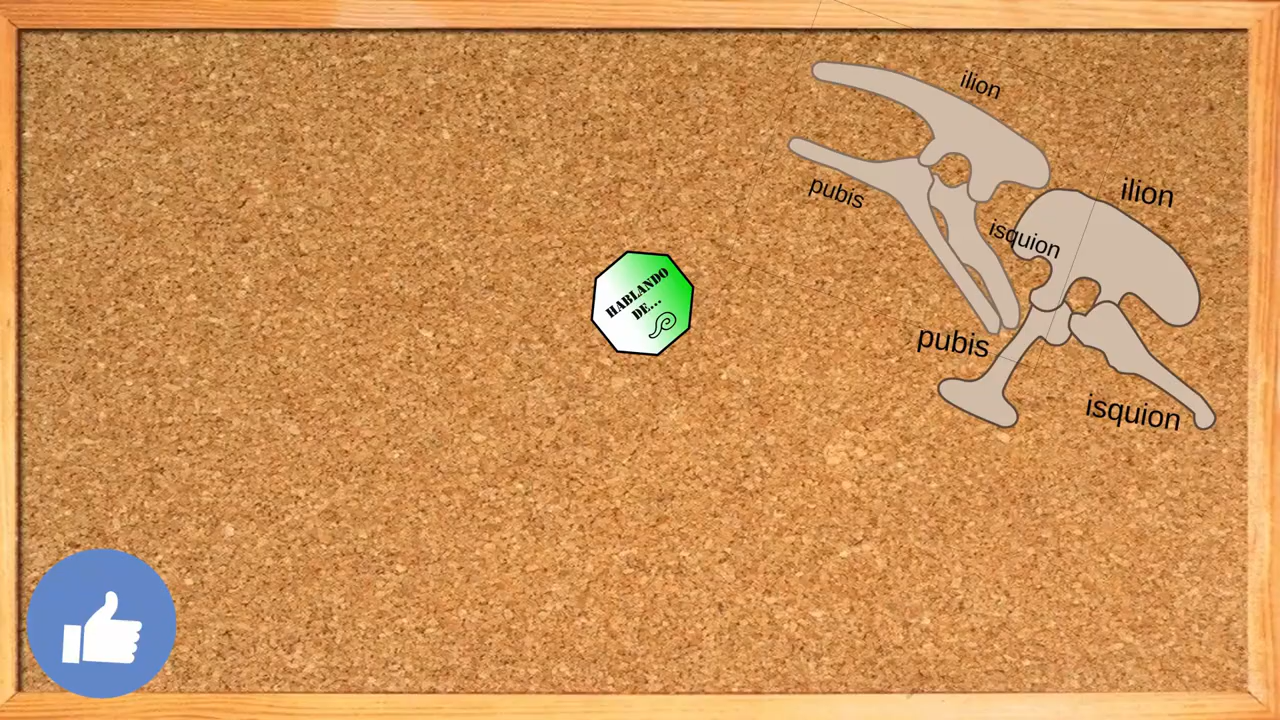 ilion
pubis
isquion
ilion
pubis
isquion
HABLANDO
DE...